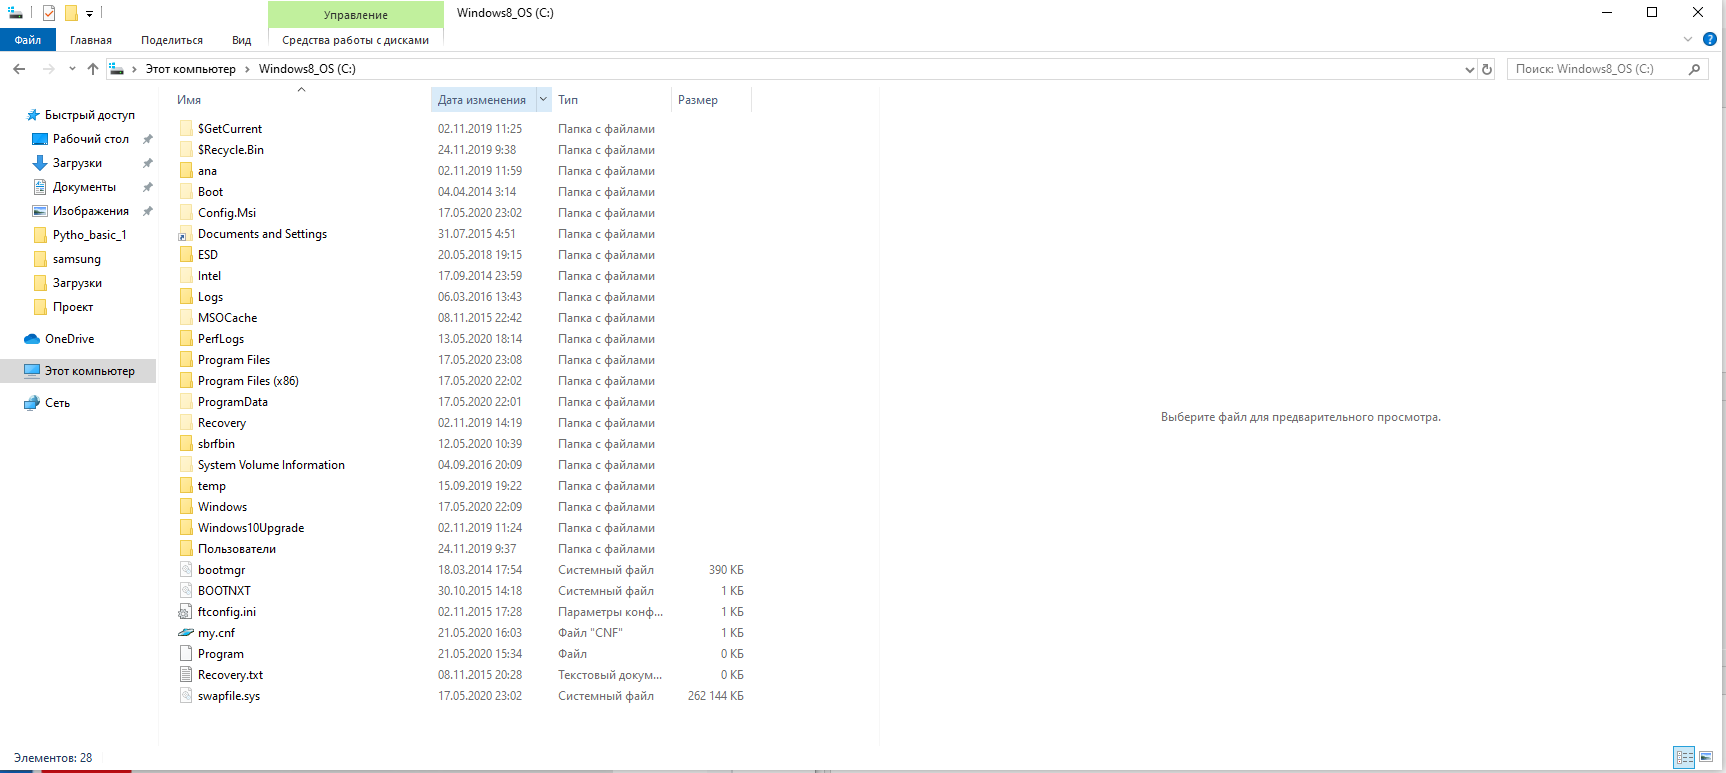 Управление
Windows8_OS (C:)
Файл
Главная
Поделиться
Вид
Средства работы с дисками
Этот компьютер
Windows8_OS (C:)
Поиск: Windows8_OS (C:)
Имя
Дата изменения
Тип
Размер
Быстрый доступ
Рабочий стол
Загрузки
Документы
Изображения
Pytho_basic_1
samsung
Загрузки
Проект
OneDrive
Этот компьютер
Сеть
$GetCurrent 02.11.2019 11:25 Папка с файлами
$Recycle.Bin 24.11.2019 9:38 Папка с файлами
ana 02.11.2019 11:59 Папка с файлами
Boot 04.04.2014 3:14 Папка с файлами
Config.Msi 17.05.2020 23:02 Папка с файлами
Documents and Settings 31.07.2015 4:51 Папка с файлами
ESD 20.05.2018 19:15 Папка с файлами
Intel 17.09.2014 23:59 Папка с файлами
Logs 06.03.2016 13:43 Папка с файлами
MSOCache 08.11.2015 22:42 Папка с файлами
PerfLogs 13.05.2020 18:14 Папка с файлами
Program Files 17.05.2020 23:08 Папка с файлами
Program Files (x86) 17.05.2020 22:02 Папка с файлами
ProgramData 17.05.2020 22:01 Папка с файлами
Recovery 02.11.2019 14:19 Папка с файлами
sbrfbin 12.05.2020 10:39 Папка с файлами
System Volume Information 04.09.2016 20:09 Папка с файлами
temp 15.09.2019 19:22 Папка с файлами
Windows 17.05.2020 22:09 Папка с файлами
Windows10Upgrade 02.11.2019 11:24 Папка с файлами
Пользователи 24.11.2019 9:37 Папка с файлами
bootmgr 18.03.2014 17:54 Системный файл 390 КБ
BOOTNXT 30.10.2015 14:18 Системный файл 1 КБ
ftconfig.ini 02.11.2015 17:28 Параметры конф... 1 КБ
my.cnf 21.05.2020 16:03 Файл "CNF" 1 КБ
Program 21.05.2020 15:34 Файл 0 КБ
Recovery.txt 08.11.2015 20:28 Текстовый докум... 0 КБ
swapfile.sys 17.05.2020 23:02 Системный файл 262 144 КБ
Выберите файл для предварительного просмотра.
Элементов: 28